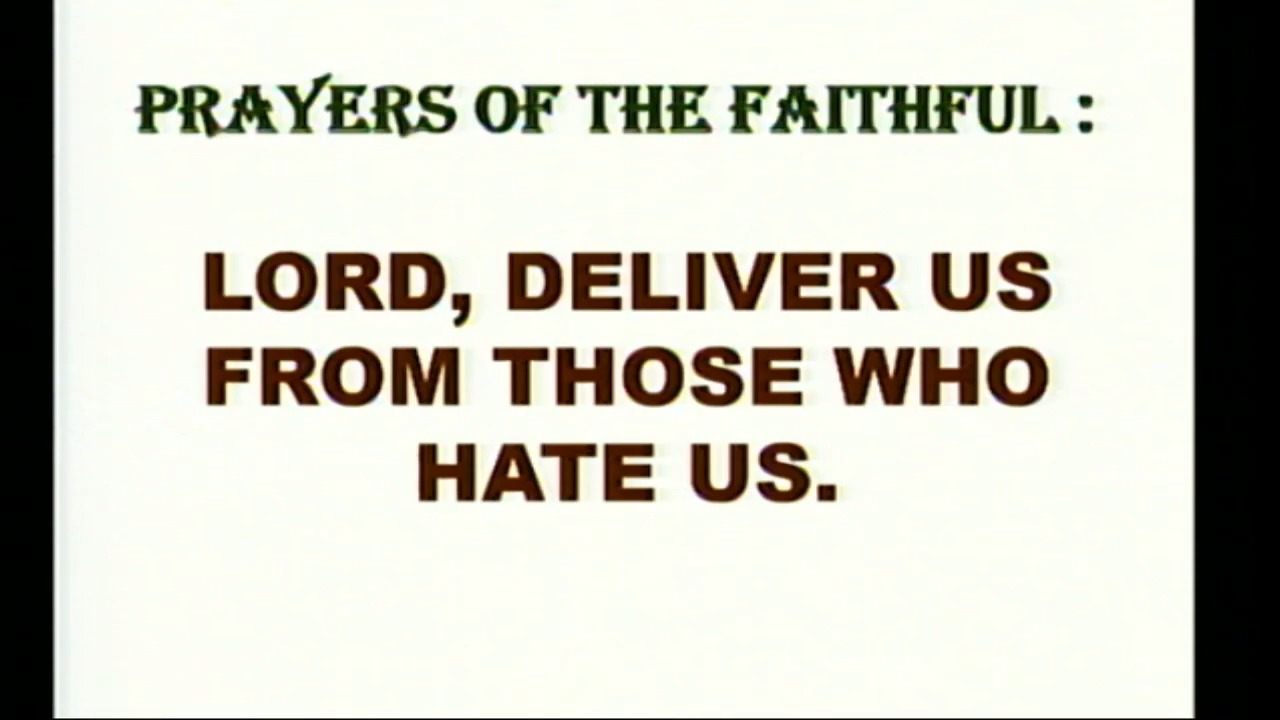 PRAYERS OF THE FAITHFUL :
LORD, DELIVER US
FROM THOSE WHO
HATE US.